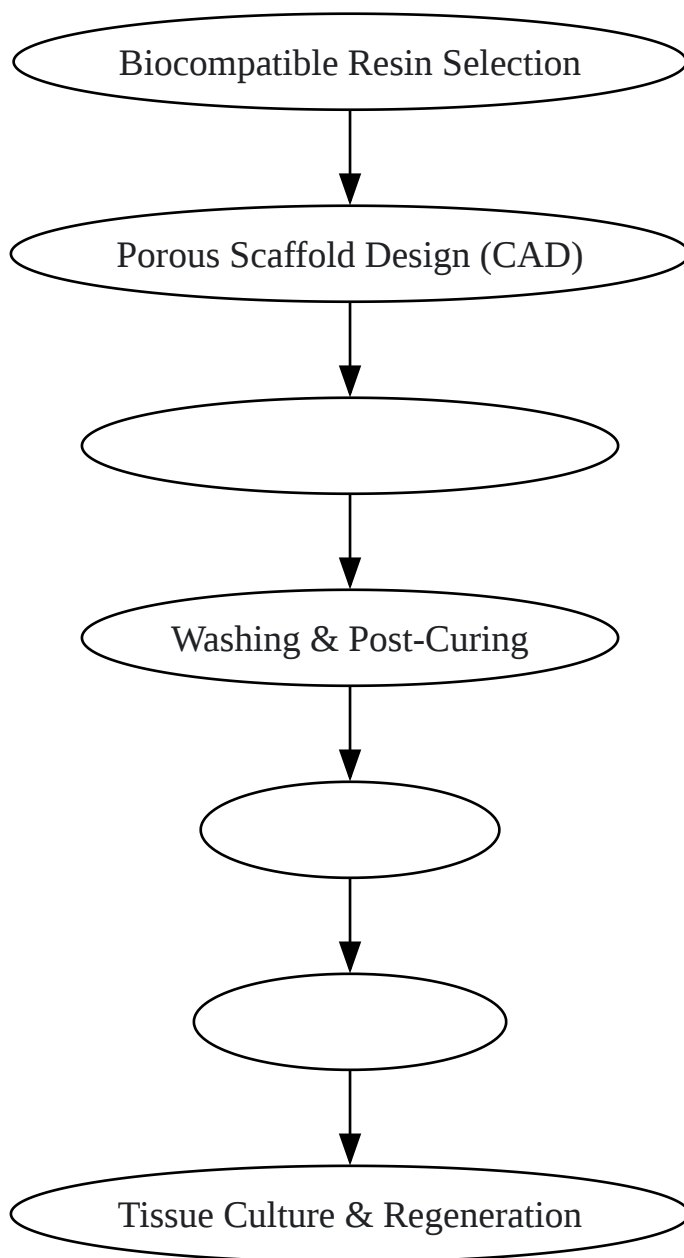 Biocompatible Resin Selection
Porous Scaffold Design (CAD)
Washing & Post-Curing
Tissue Culture & Regeneration